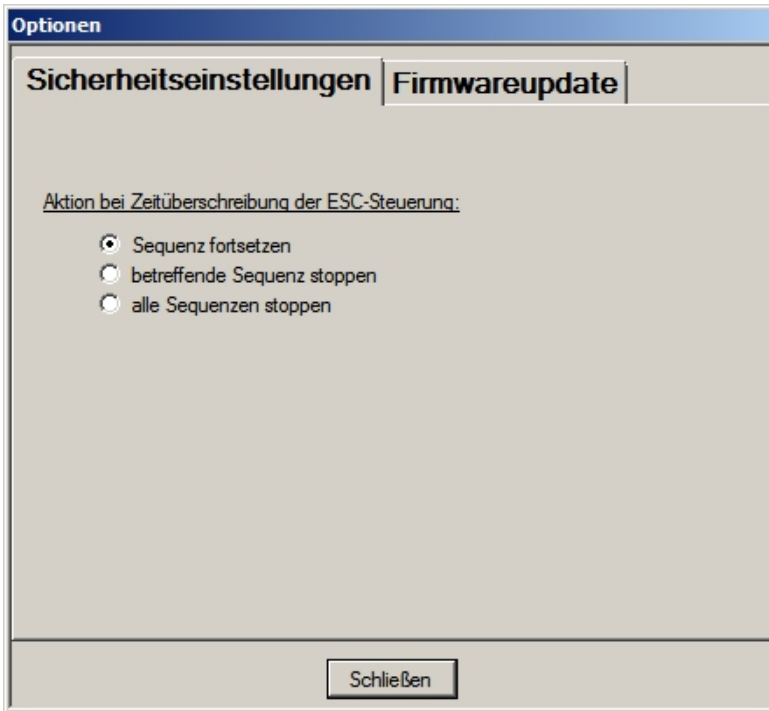 Optionen
Sicherheitseinstellungen Firmwareupdate
Aktion bei Zeitüberschreibung der ESC-Steuerung:
Sequenz fortsetzen
betreffende Sequenz stoppen
alle Sequenzen stoppen
Schließen